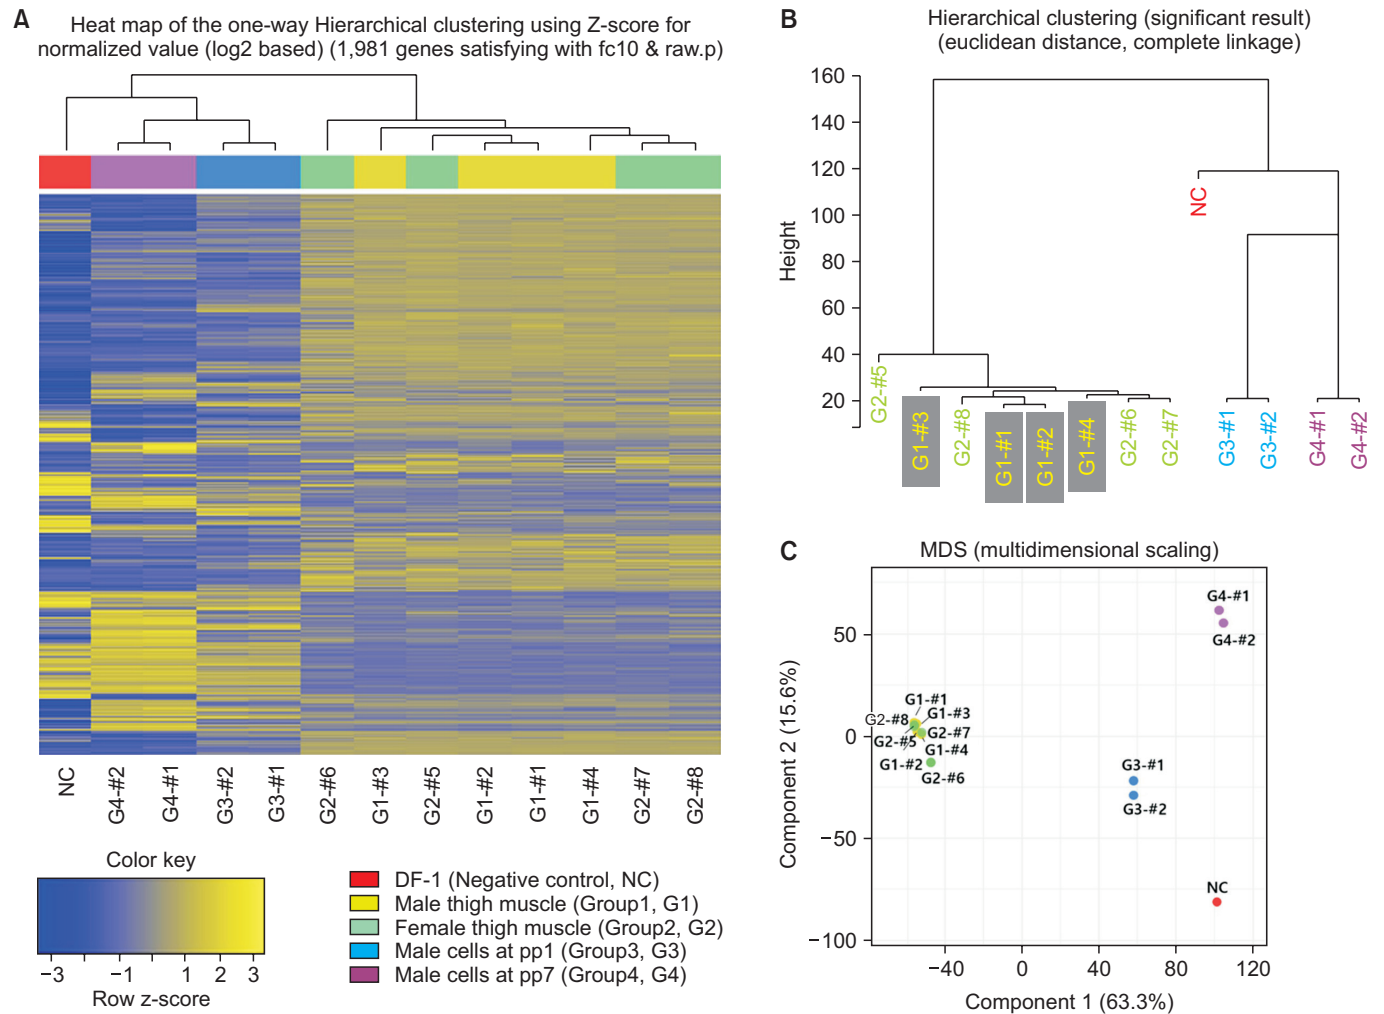 A
Heat map of the one-way Hierarchical clustering using Z-score for
normalized value (log2 based) (1,981 genes satisfying with fc10 & raw.p)
NC
G4-#2
G4-#1
G3-#2
G3-#1
G2-#6
G1-#3
G2-#5
G1-#2
G1-#1
G1-#4
G2-#7
G2-#8
Color key
−3 −1 1 2 3
Row z-score
DF-1 (Negative control, NC)
Male thigh muscle (Group1, G1)
Female thigh muscle (Group2, G2)
Male cells at pp1 (Group3, G3)
Male cells at pp7 (Group4, G4)
B
Hierarchical clustering (significant result)
(euclidean distance, complete linkage)
Height
160
140
120
100
80
60
40
20
NC
G2-#5
G1-#3
G2-#8
G1-#1
G1-#2
G1-#4
G2-#6
G2-#7
G3-#1
G3-#2
G4-#1
G4-#2
C
MDS (multidimensional scaling)
Component 2 (15.6%)
50
0
−50
−100
G4-#1
G4-#2
G1-#1
G1-#3
G2-#8
G2-#7
G2-#5
G1-#4
G1-#2
G2-#6
G3-#1
G3-#2
NC
−40 0 40 80 120
Component 1 (63.3%)